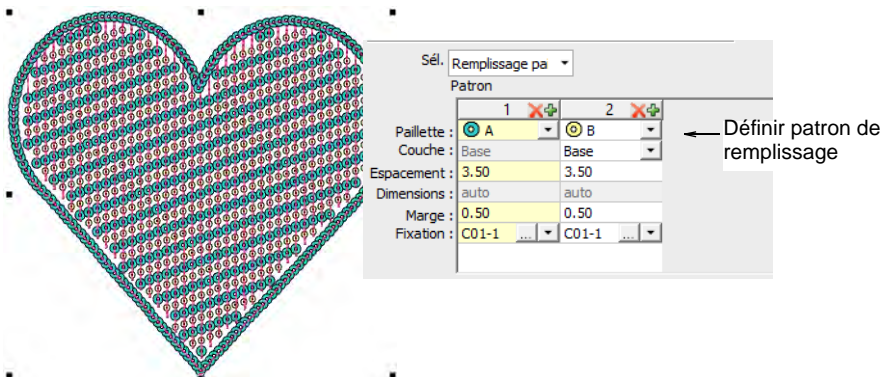 Sél. Remplissage pa
Patron
1 2
Paillette : A B
Couche : Base Base
Espacement : 3.50 3.50
Dimensions : auto auto
Marge : 0.50 0.50
Fixation : C01-1 ... C01-1 ...
Définir patron de
remplissage